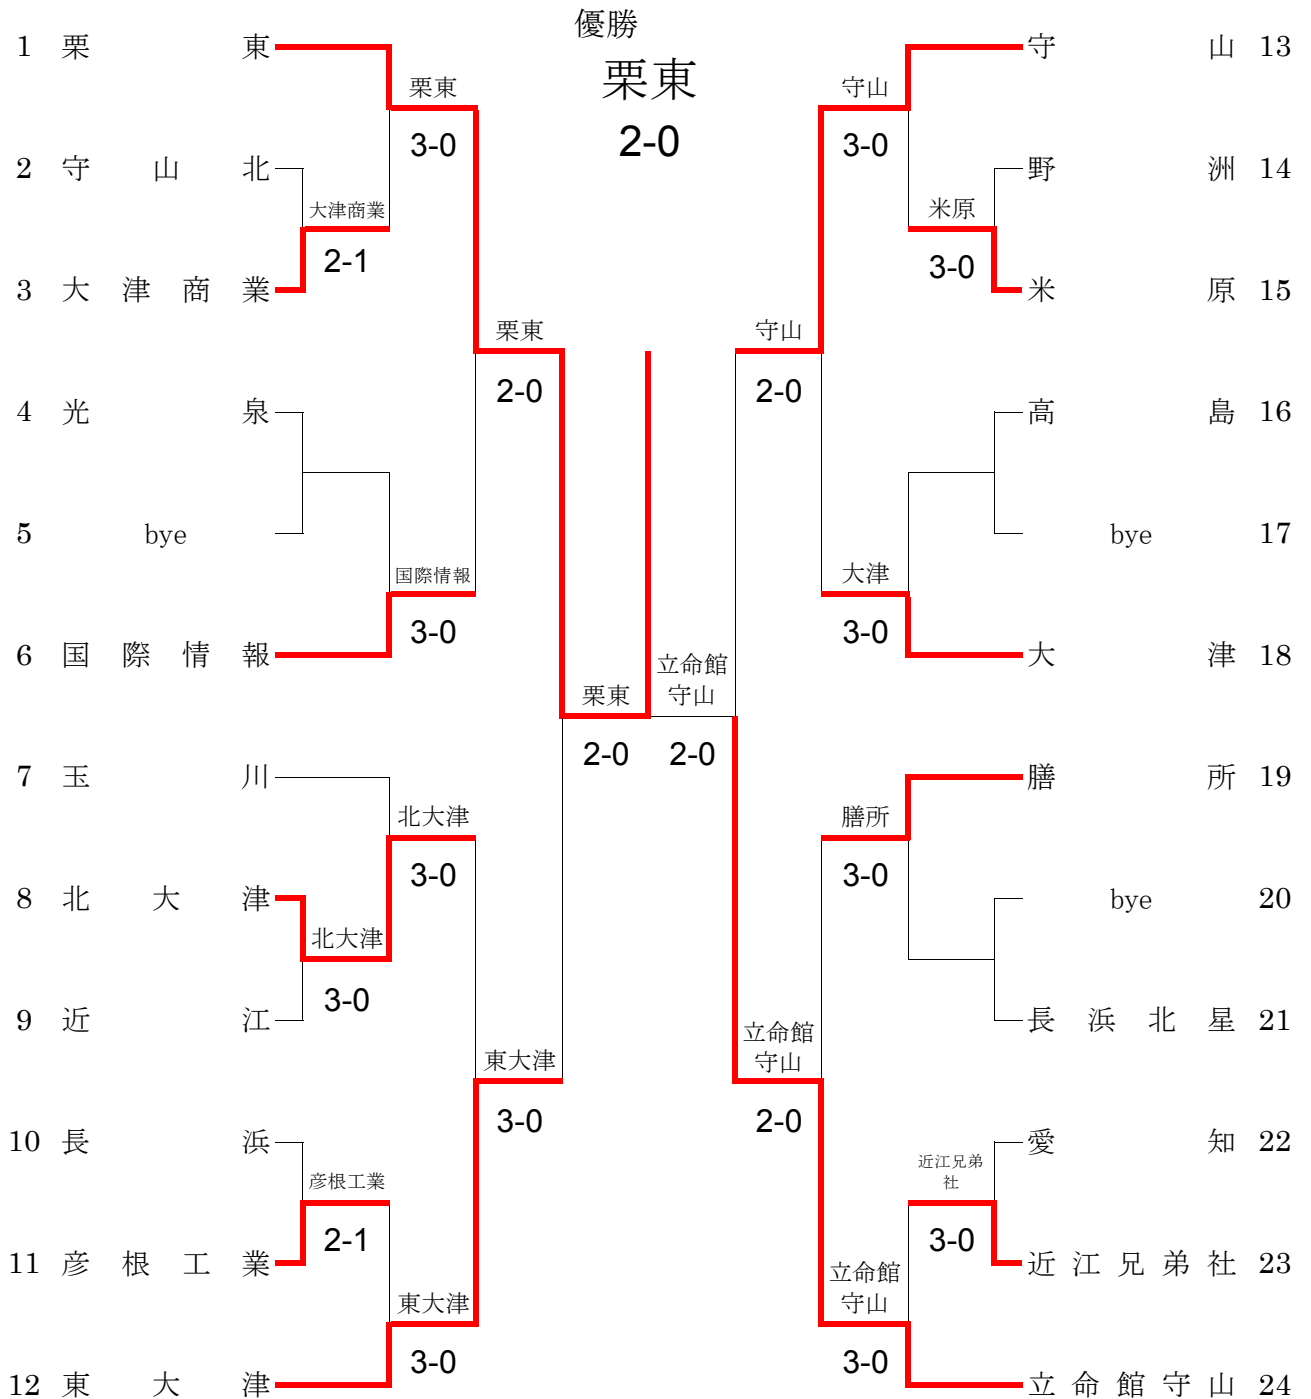 優勝
栗東
2-0
1 栗東
2 守山北
3 大津商業
4 光泉
5 bye
6 国際情報
7 玉川
8 北大津
9 近江
10 長浜
11 彦根工業
12 東大津
大津商業
2-1
北大津
3-0
彦根工業
2-1
栗東
3-0
国際情報
3-0
北大津
3-0
東大津
3-0
栗東
2-0
東大津
3-0
栗東
2-0
立命館
守山
2-0
守山
2-0
立命館
守山
2-0
守山
3-0
大津
3-0
膳所
3-0
立命館
守山
3-0
米原
3-0
近江兄弟
社
3-0
守山 13
野洲 14
米原 15
高島 16
bye 17
大津 18
膳所 19
bye 20
長浜北星 21
愛知 22
近江兄弟社 23
立命館守山 24